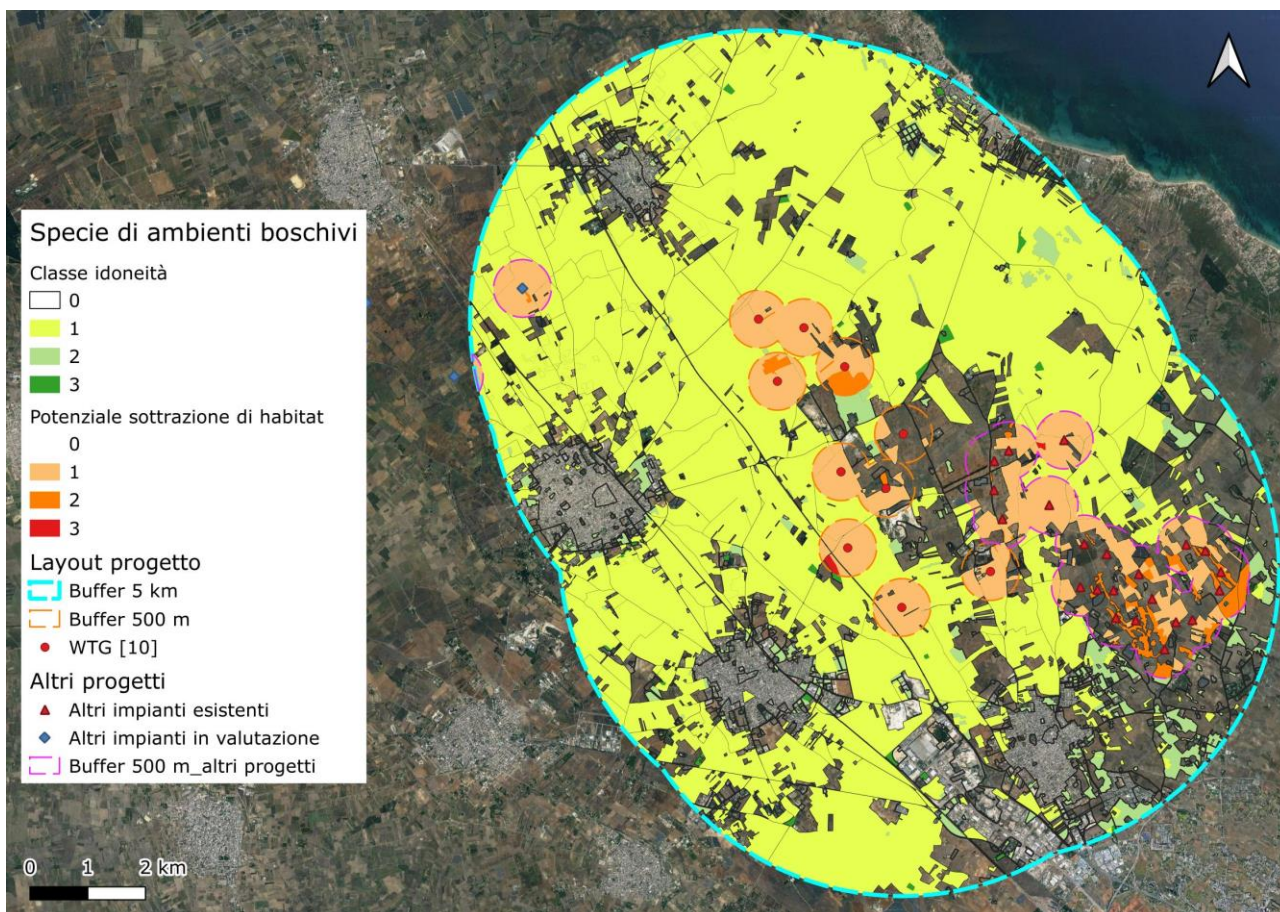 Specie di ambienti boschivi
Classe idoneità
0
1
2
3
Potenziale sottrazione di habitat
0
1
2
3
Layout progetto
Buffer 5 km
Buffer 500 m
WTG [10]
Altri progetti
Altri impianti esistenti
Altri impianti in valutazione
Buffer 500 m_altri progetti
0 1 2 km